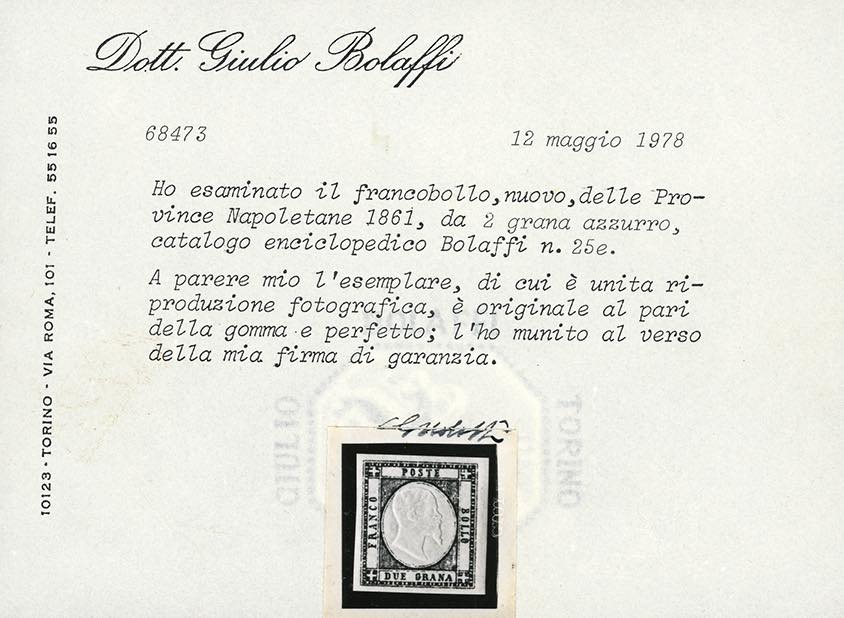 Dott. Giulio Bolaffi
68473
12 maggio 1978
Ho esaminato il francobollo,nuovo,delle Pro-
vince Napoletane 1861, da 2 grana azzurro,
catalogo enciclopedico Bolaffi n. 25e.
A parere mio l'esemplare, di cui è unita ri-
produzione fotografica, è originale al pari
della gomma e perfetto; l'ho munito al verso
della mia firma di garanzia.
10123 - TORINO - VIA ROMA, 101 - TELEF. 55 16 55
GIULIO
TORINO
POSTE
FRANCO
BOLLO
DUE GRANA